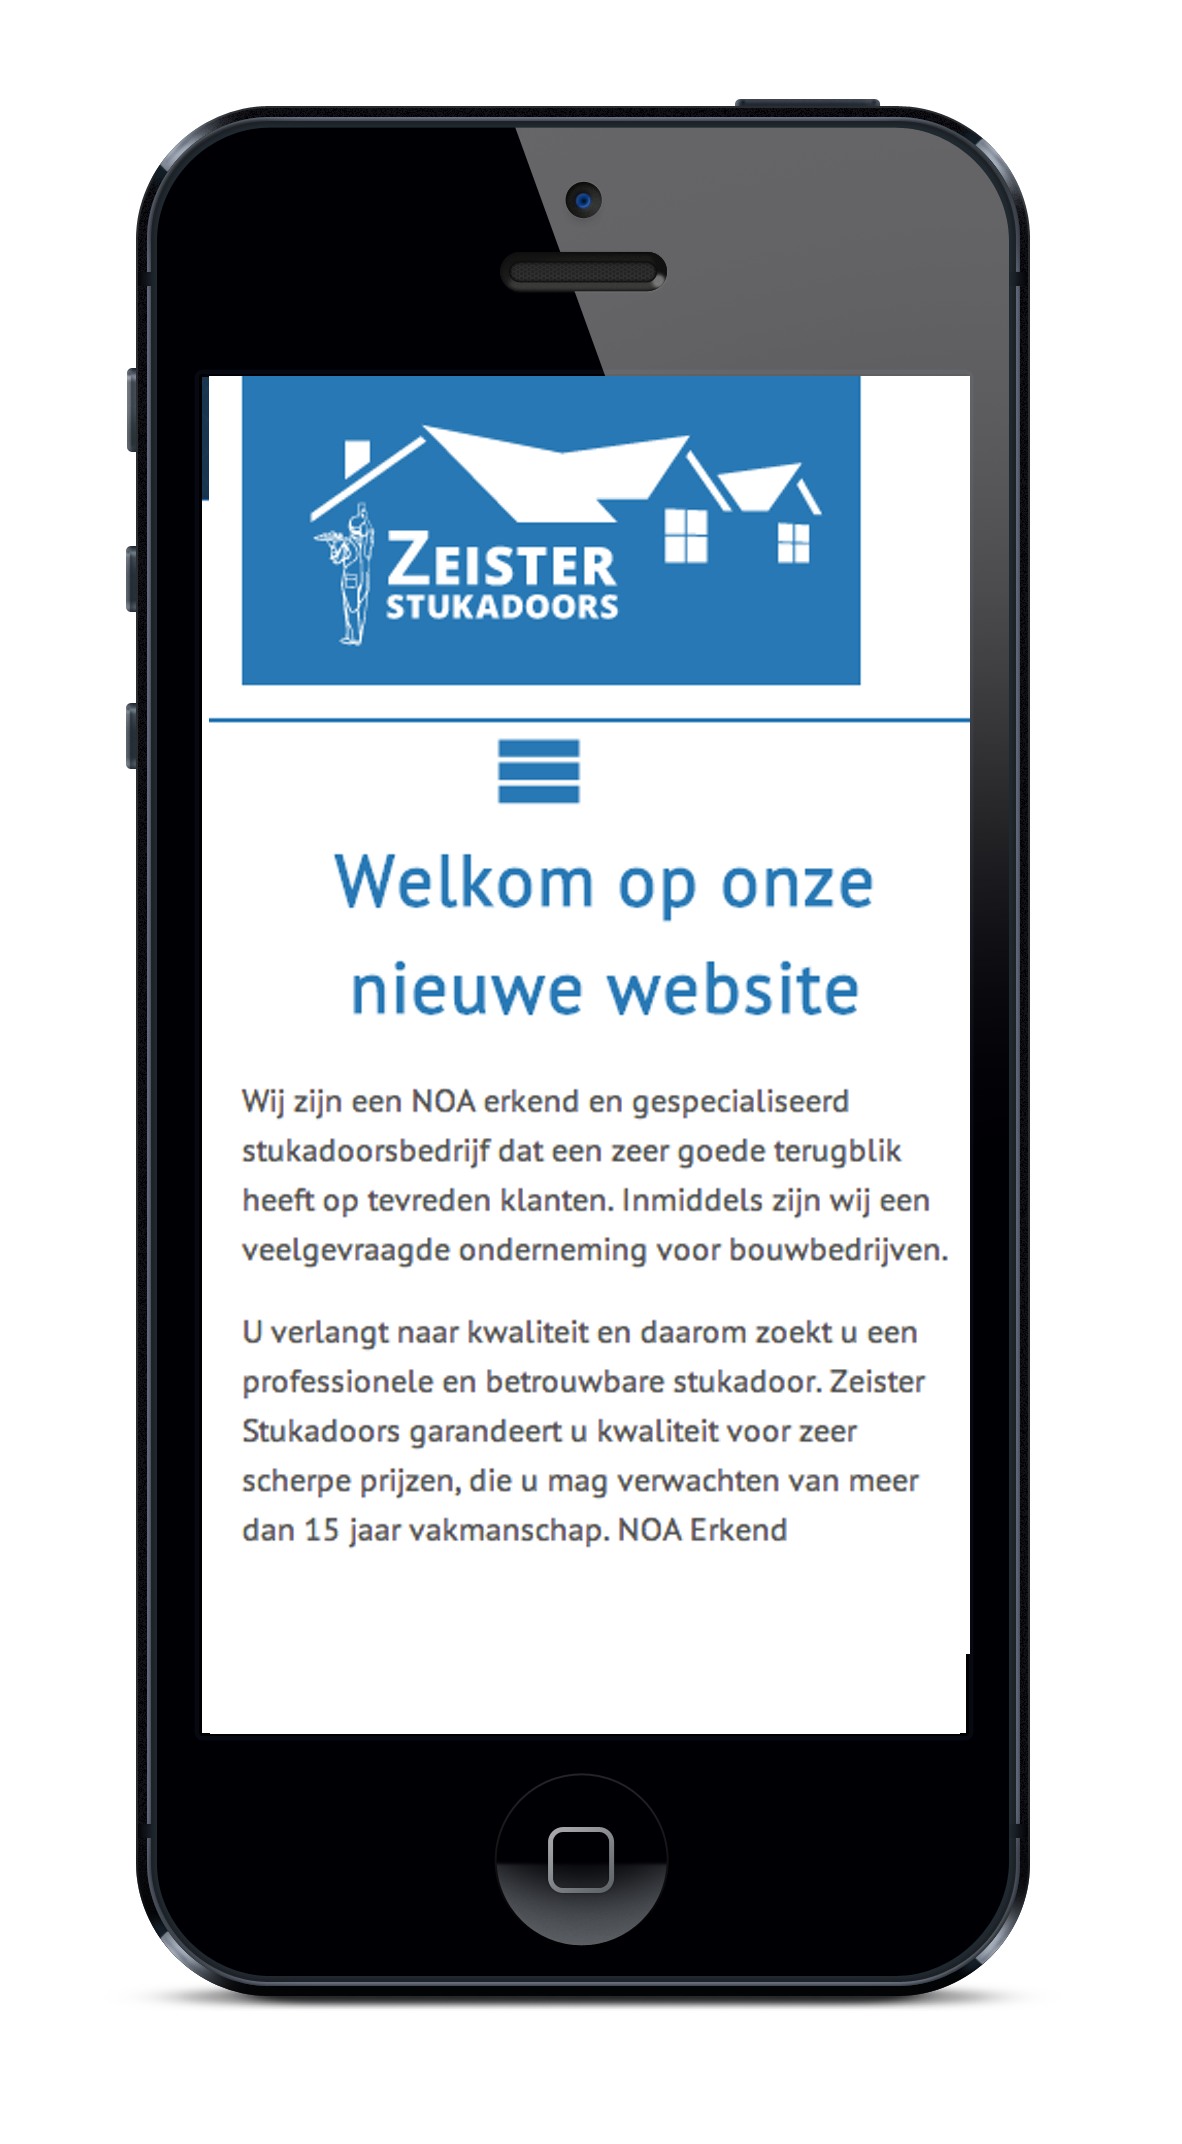 ZEISTER
STUKADOORS
Welkom op onze
nieuwe website
Wij zijn een NOA erkend en gespecialiseerd
stukadoorsbedrijf dat een zeer goede terugblik
heeft op tevreden klanten. Inmiddels zijn wij een
veelgevraagde onderneming voor bouwbedrijven.
U verlangt naar kwaliteit en daarom zoekt u een
professionele en betrouwbare stukadoor. Zeister
Stukadoors garandeert u kwaliteit voor zeer
scherpe prijzen, die u mag verwachten van meer
dan 15 jaar vakmanschap. NOA Erkend